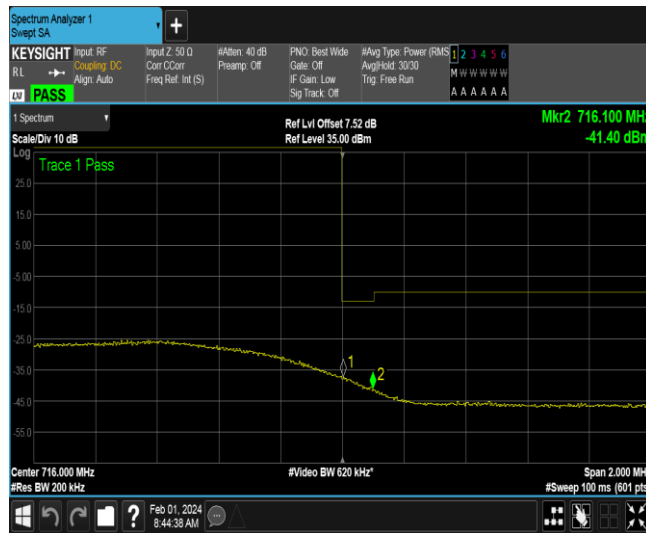 Spectrum Analyzer 1
Swept SA
+
KEYSIGHT Input: RF Input Z: 50 Ω #Atten: 40 dB PNO: Best Wide #Avg Type: Power (RMS 1 2 3 4 5 6
RL Coupling: DC Corr CCorr Preamp: Off Gate: Off Avg|Hold: 30/30 M W W W W W
Align: Auto Freq Ref: Int (S) IF Gain: Low Trig: Free Run
LXI PASS Sig Track: Off A A A A A A
1 Spectrum Ref Lvl Offset 7.52 dB Mkr2 716.100 MHz
Scale/Div 10 dB Ref Level 35.00 dBm -41.40 dBm
Log
Trace 1 Pass
25.0
15.0
5.00
-5.00
-15.0
-25.0
-35.0
1
2
-45.0
-55.0
Center 716.000 MHz #Video BW 620 kHz* Span 2.000 MH
#Res BW 200 kHz #Sweep 100 ms (601 pts
? Feb 01, 2024
8:44:38 AM